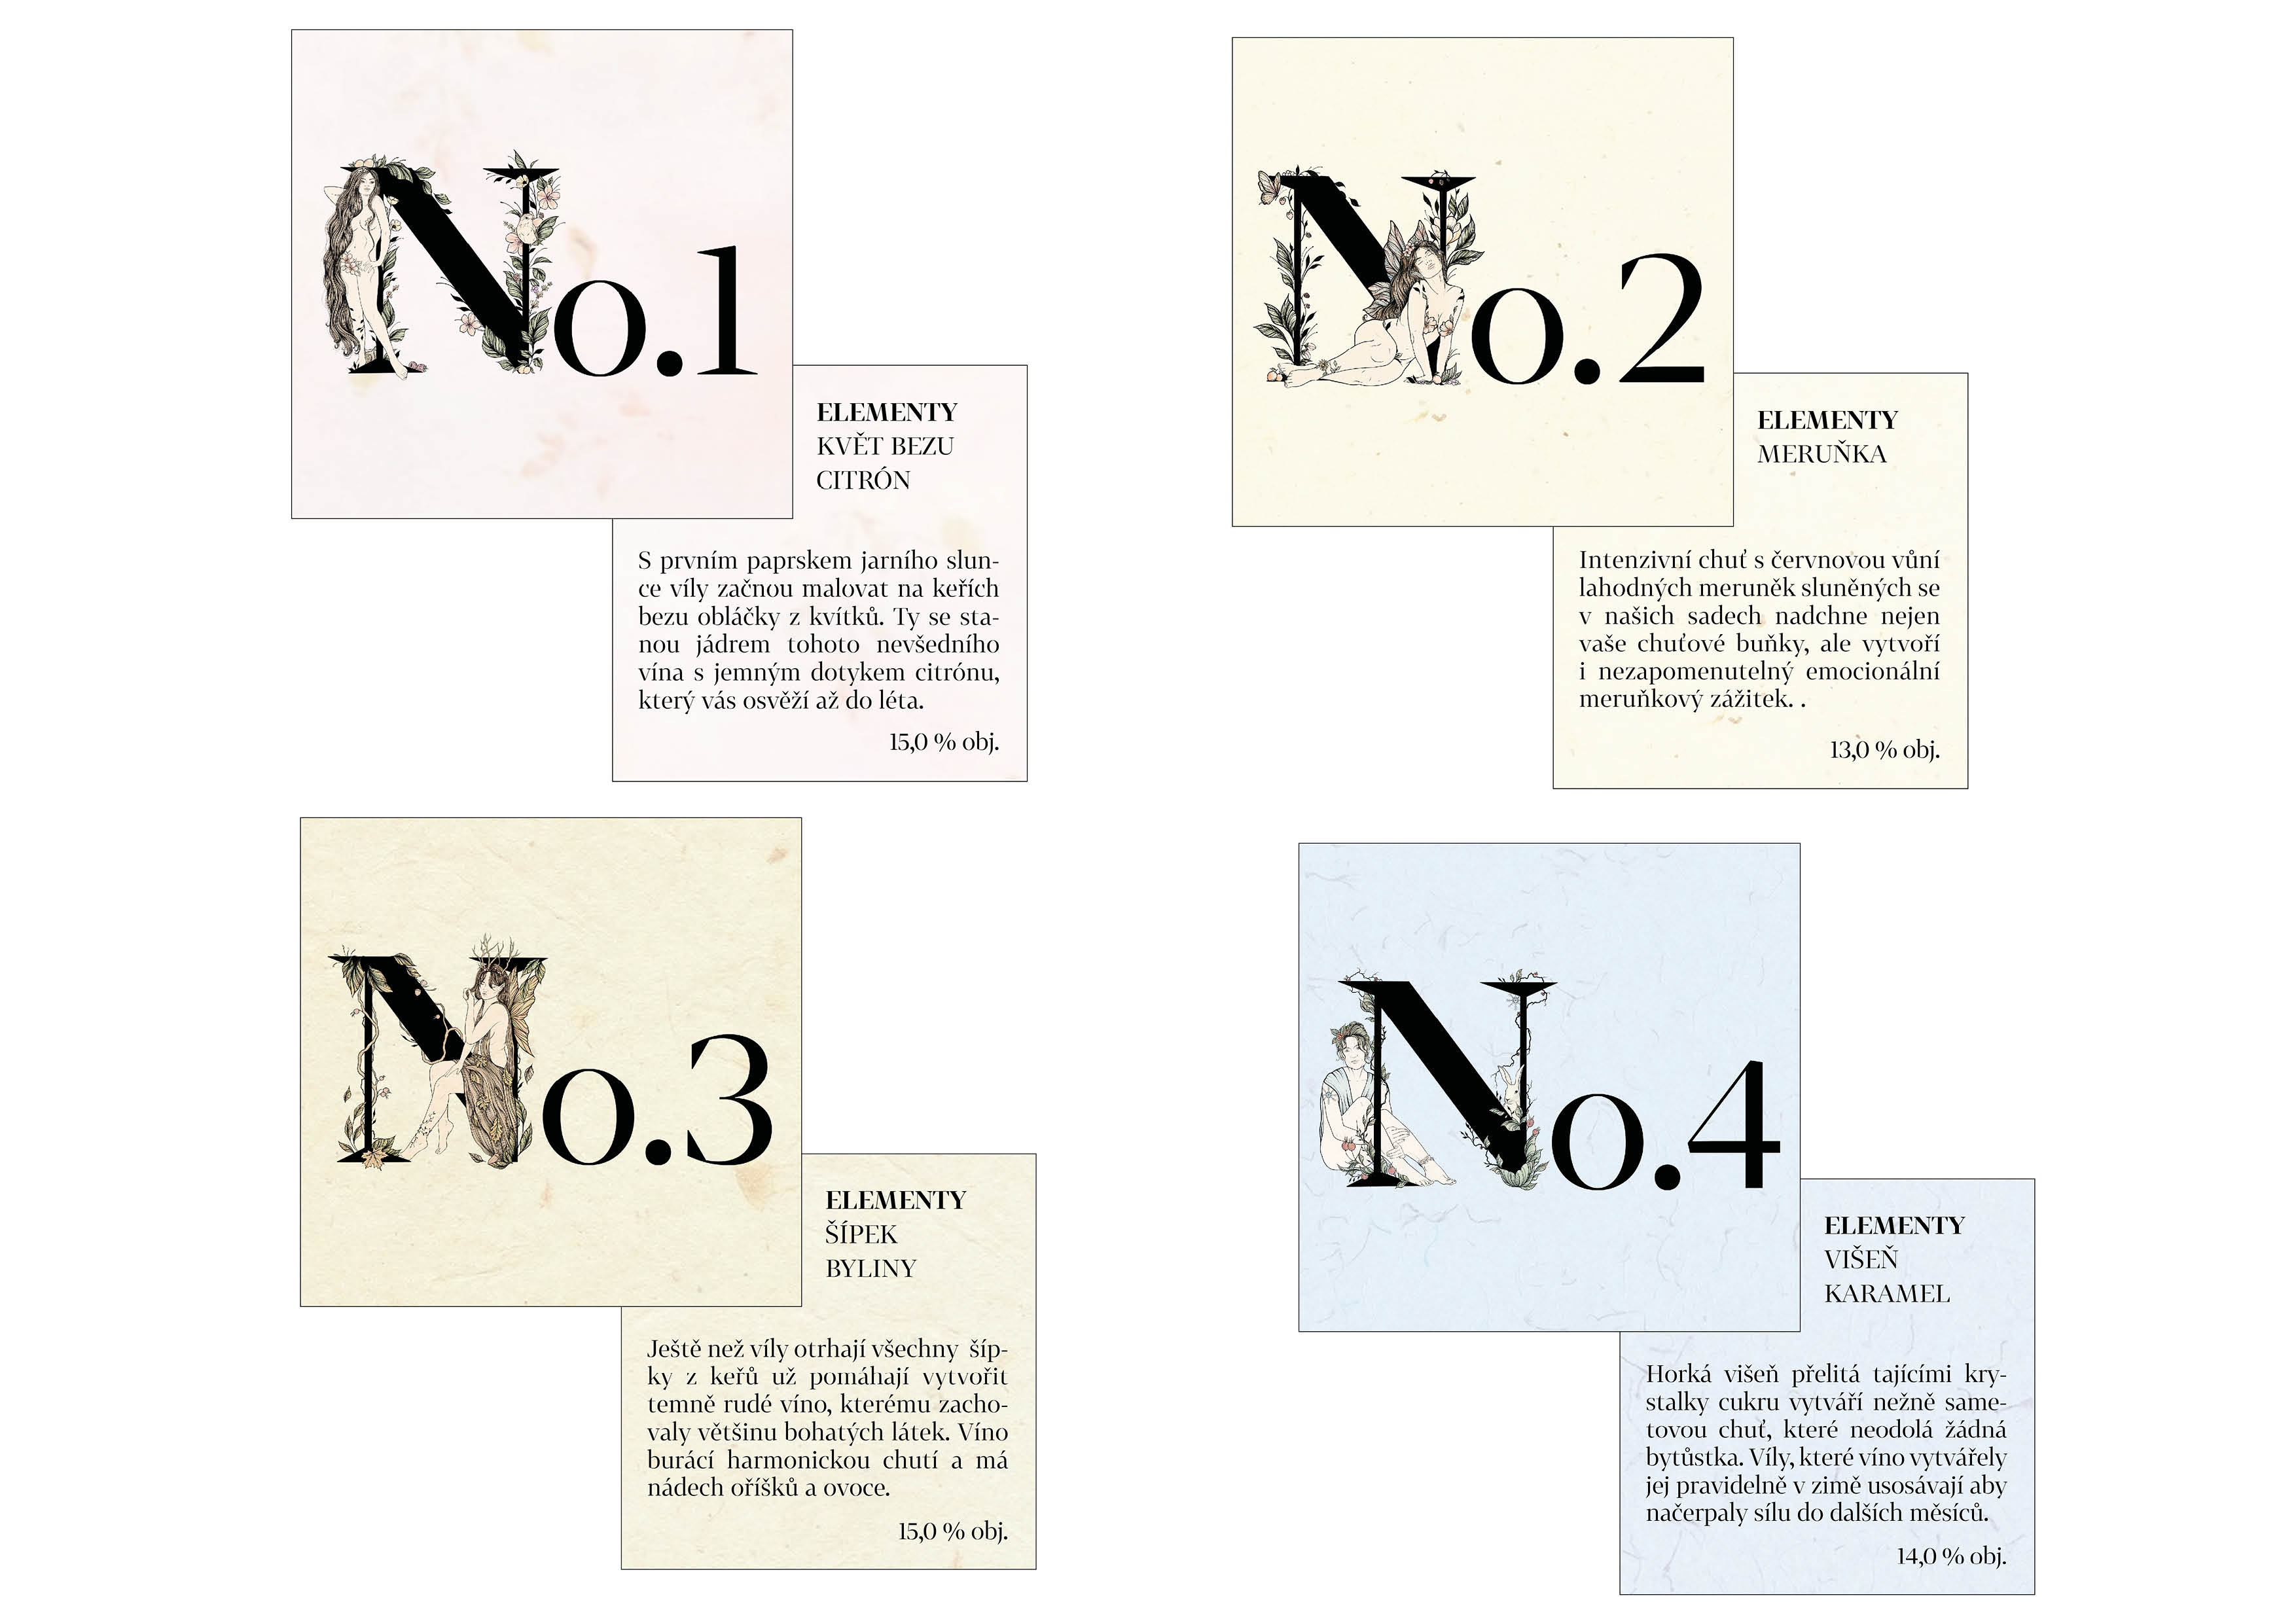 No.1
ELEMENTY
KVĚT BEZU
CITRÓN
S prvním paprskem jarního slun-
ce víly začnou malovat na keřích
bezu obláčky z kvítků. Ty se sta-
nou jádrem tohoto nevšedního
vína s jemným dotykem citrónu,
který vás osvěží až do léta.
15,0 % obj.
No.2
ELEMENTY
MERUŇKA
Intenzivní chuť s červnovou vůní
lahodných meruněk sluněných se
v našich sadech nadchne nejen
vaše chuťové buňky, ale vytvoří
i nezapomenutelný emocionální
meruňkový zážitek. .
13,0 % obj.
No.3
ELEMENTY
ŠÍPEK
BYLINY
Ještě než víly otrhají všechny šíp-
ky z keřů už pomáhají vytvořit
temně rudé víno, kterému zacho-
valy většinu bohatých látek. Víno
burácí harmonickou chutí a má
nádech oříšků a ovoce.
15,0 % obj.
No.4
ELEMENTY
VIŠEŇ
KARAMEL
Horká višeň přelitá tajícími kry-
stalky cukru vytváří nežně same-
tovou chuť, které neodolá žádná
bytůstka. Víly, které víno vytvářely
jej pravidelně v zimě usosávají aby
načerpaly sílu do dalších měsíců.
14,0 % obj.